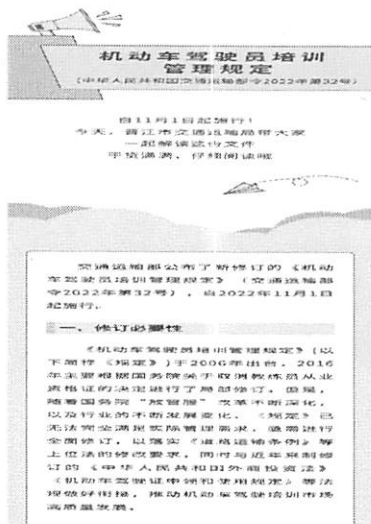 机动车驾驶员培训
管理规定
(中华人民共和国交通运输部令2022年第32号)
自11月1日起施行!
今天,晋江市交通运输局带大家
一起解读这份文件
干货满满,仔细阅读哦
交通运输部公布了新修订的《机动
车驾驶员培训管理规定》(交通运输部
令2022年第32号),自2022年11月1日
起施行。
一、修订必要性
《机动车驾驶员培训管理规定》(以
下简称《规定》)于2006年出台,2016
年主要根据国务院关于取消教练员从业
资格证的决定进行了局部修订。但是,
随着国务院“放管服”改革不断深化,
以及行业的不断发展变化,《规定》已
无法完全满足实际管理需求,亟需进行
全面修订,以落实《道路运输条例》等
上位法的修改要求,同时与近年来制修
订的《中华人民共和国外商投资法》
《机动车驾驶证申领和使用规定》等法
规做好衔接,推动机动车驾驶培训市场
高质量发展。